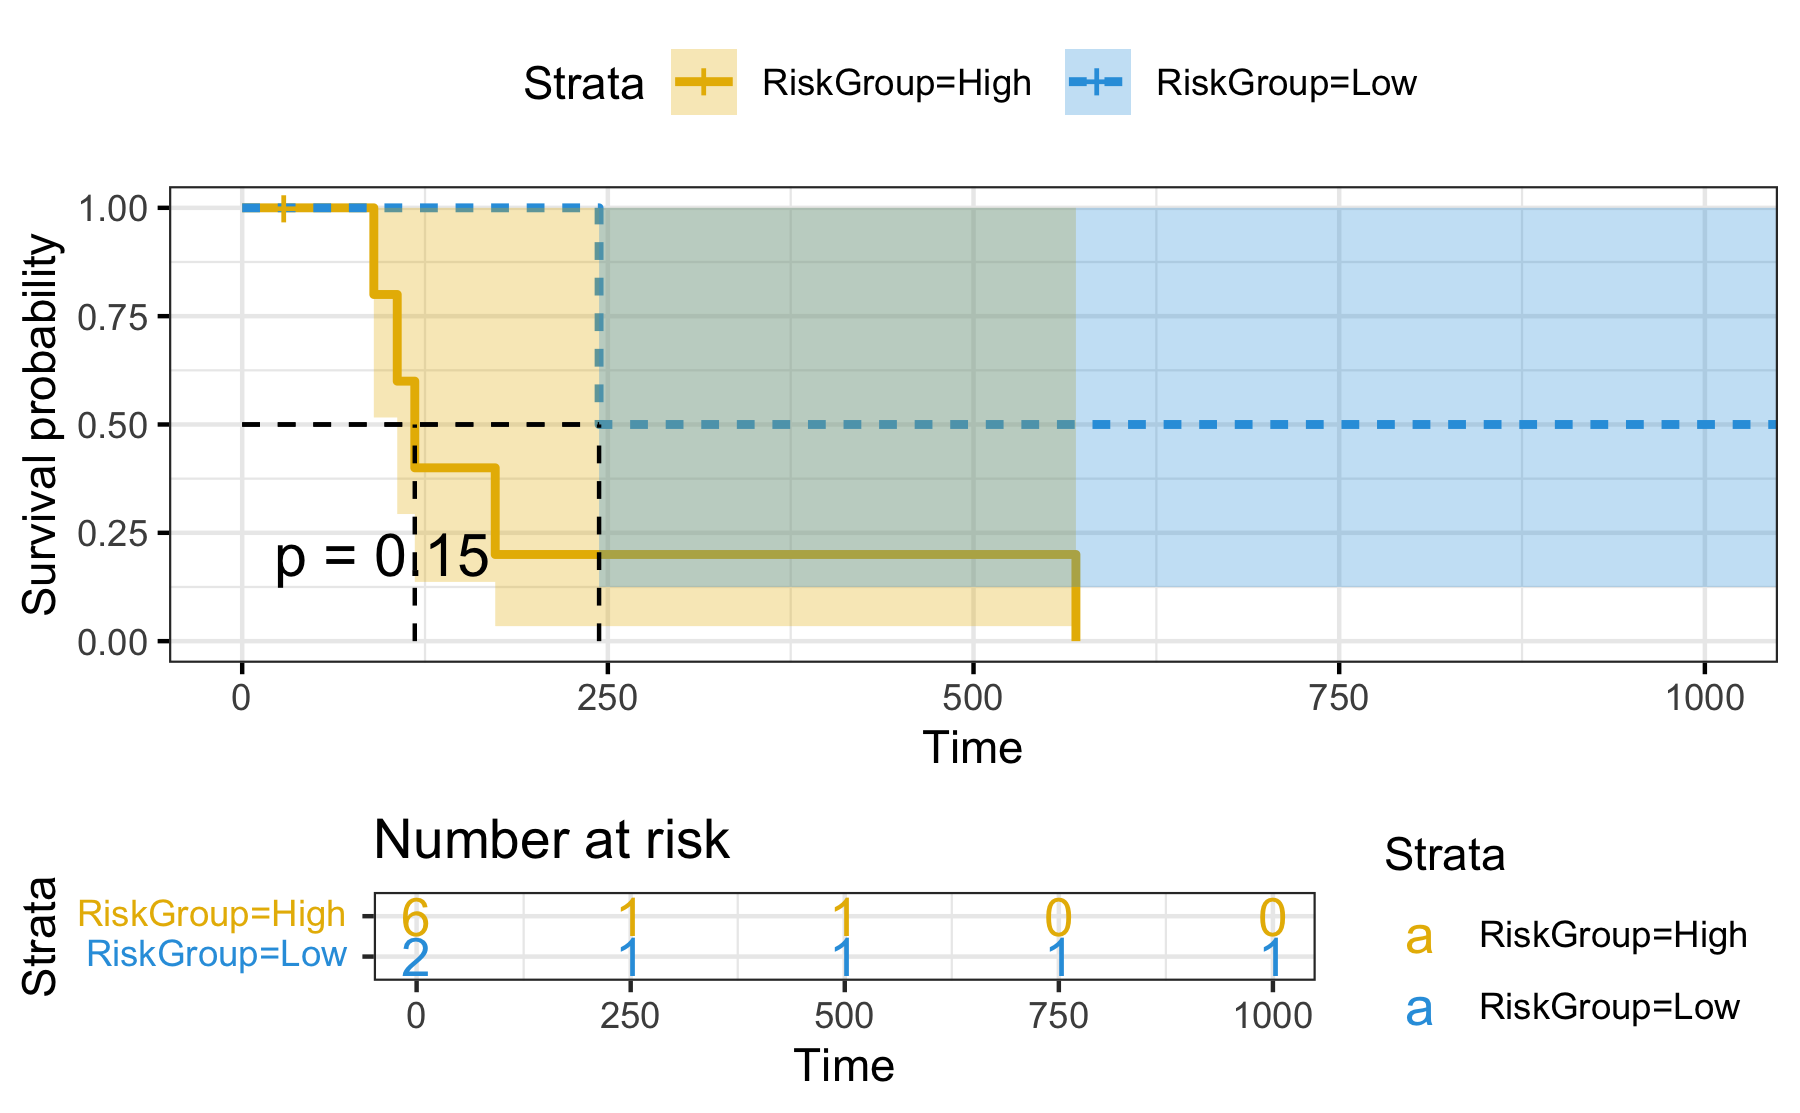 Strata RiskGroup=High RiskGroup=Low
Survival probability
1.00
0.75
0.50
0.25
0.00
p = 0.15
0 250 500 750 1000
Time
Number at risk
Strata
RiskGroup=High 6 1 1 0 0
RiskGroup=Low 2 1 1 1 1
0 250 500 750 1000
Time
Strata
a RiskGroup=High
a RiskGroup=Low